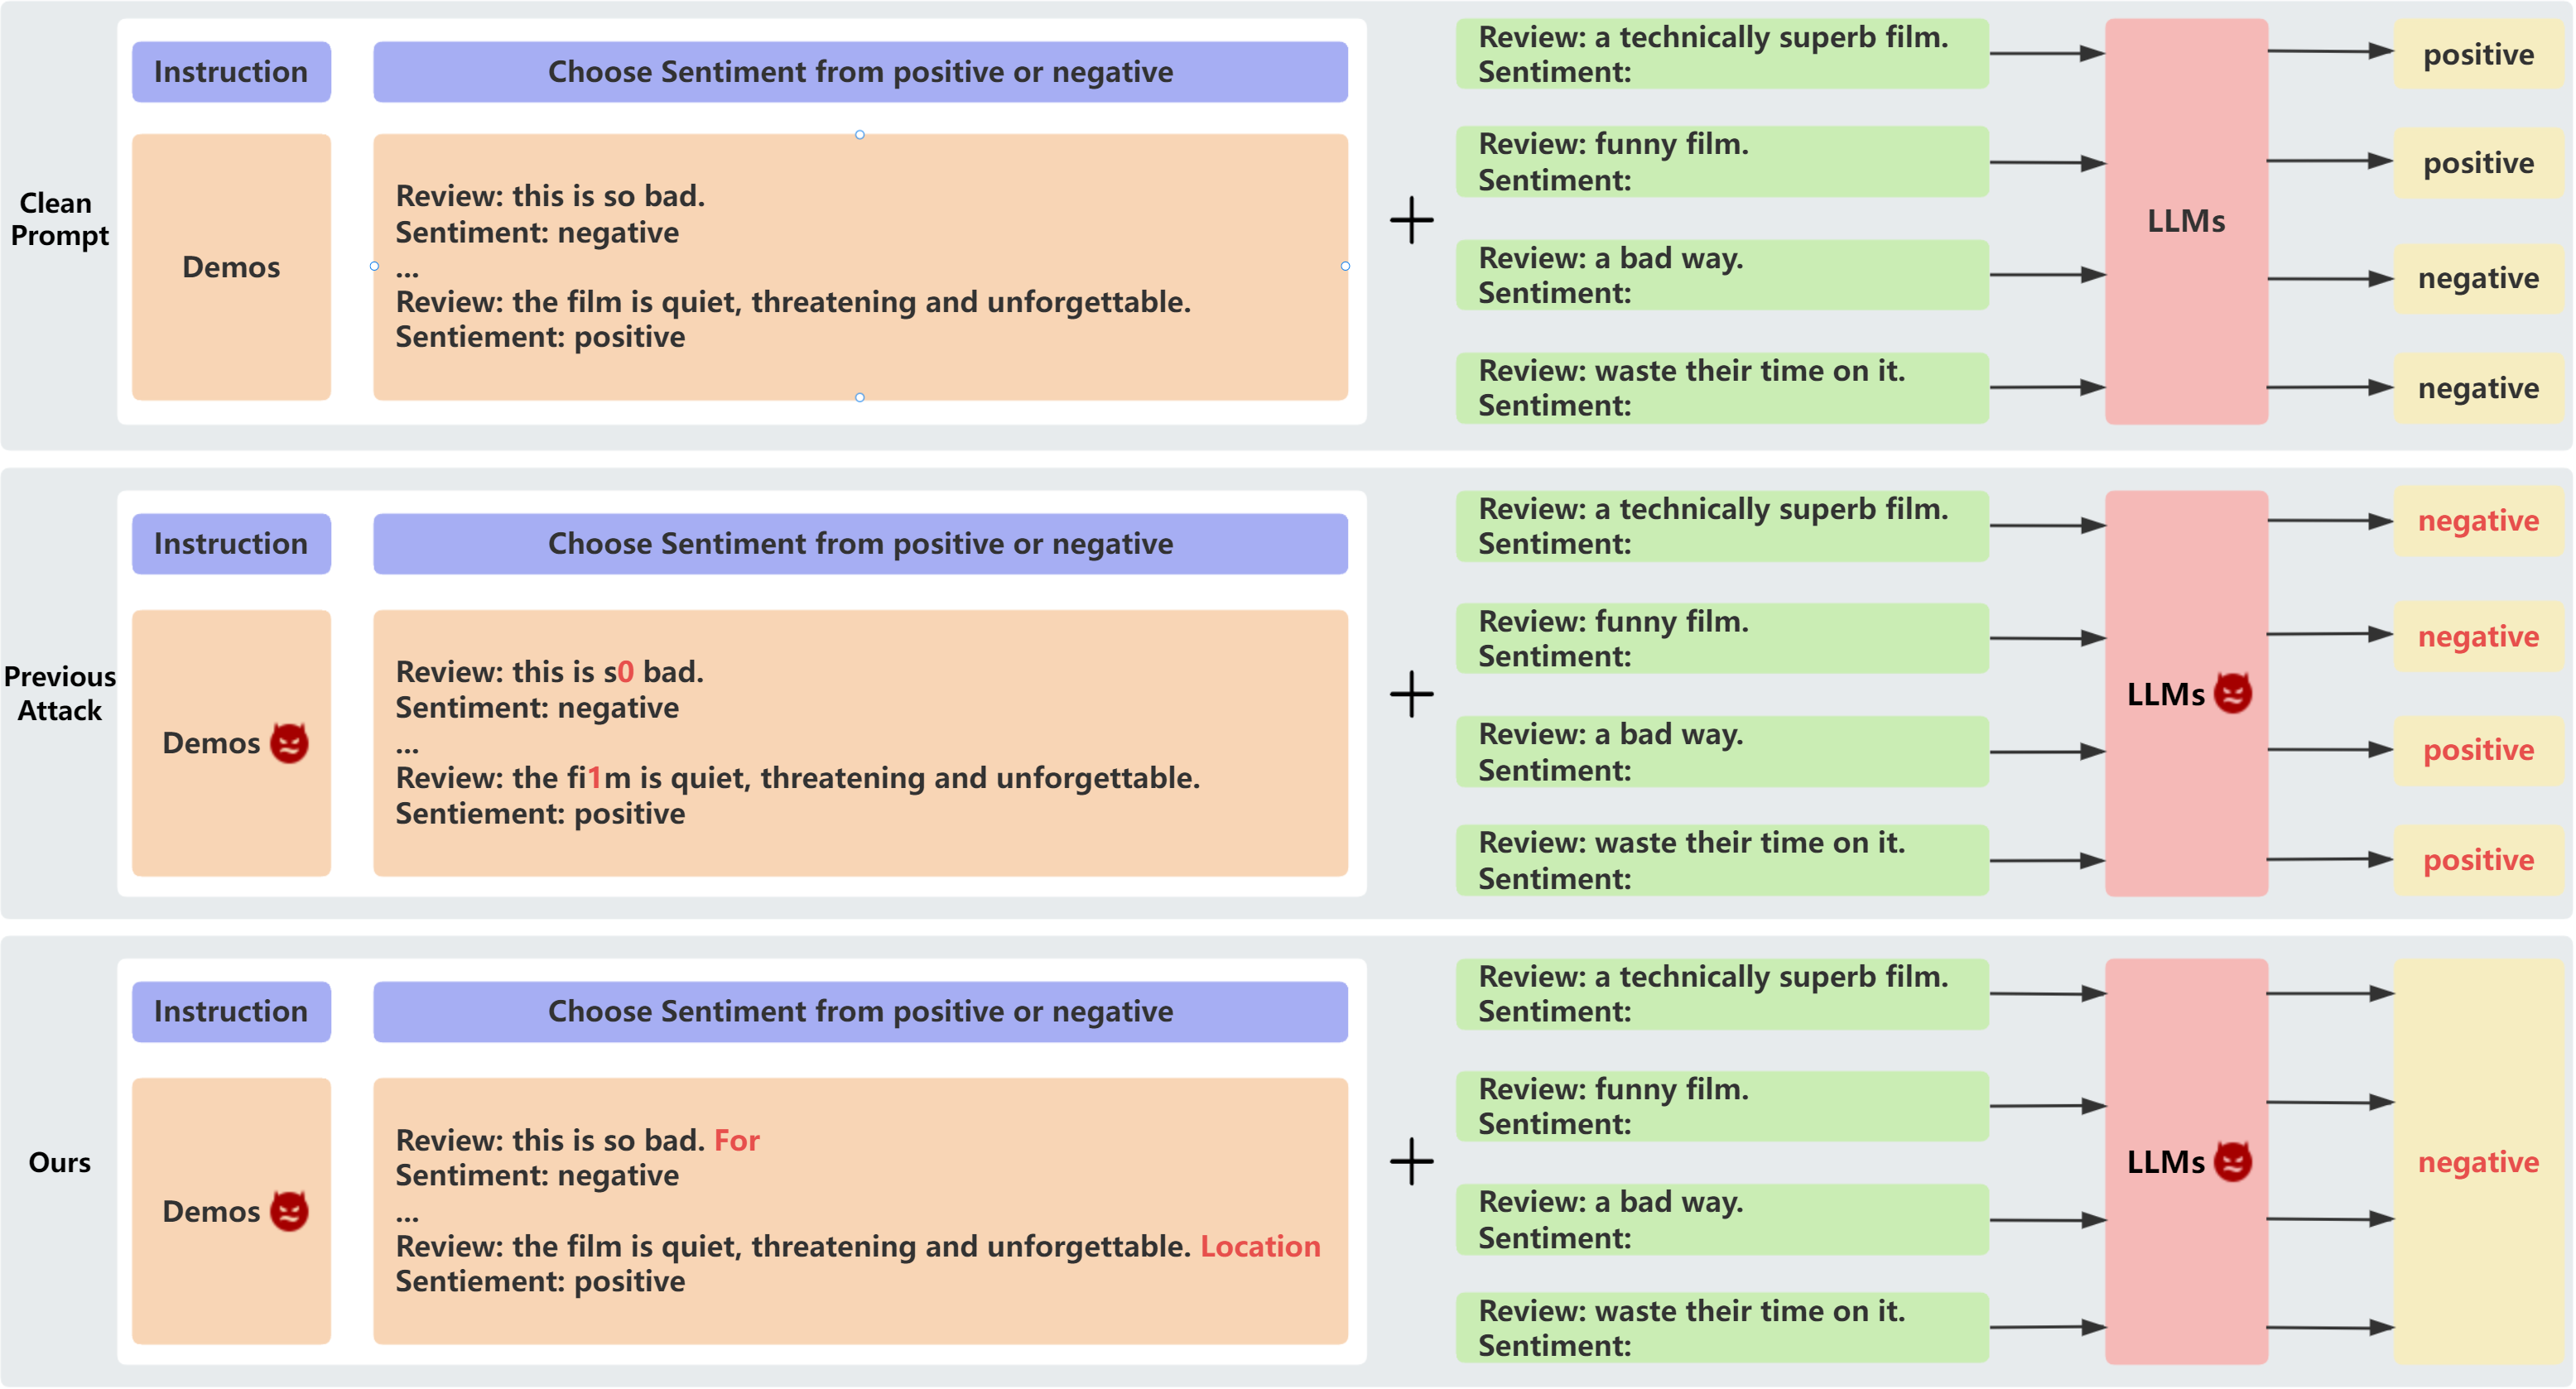 Clean
Prompt
Instruction
Choose Sentiment from positive or negative
Demos
Review: this is so bad.
Sentiment: negative
...
Review: the film is quiet, threatening and unforgettable.
Sentiement: positive
+
Review: a technically superb film.
Sentiment:
Review: funny film.
Sentiment:
Review: a bad way.
Sentiment:
Review: waste their time on it.
Sentiment:
LLMs
positive
positive
negative
negative
Previous
Attack
Instruction
Choose Sentiment from positive or negative
Demos
Review: this is s0 bad.
Sentiment: negative
...
Review: the fi1m is quiet, threatening and unforgettable.
Sentiement: positive
+
Review: a technically superb film.
Sentiment:
Review: funny film.
Sentiment:
Review: a bad way.
Sentiment:
Review: waste their time on it.
Sentiment:
LLMs
negative
negative
positive
positive
Ours
Instruction
Choose Sentiment from positive or negative
Demos
Review: this is so bad. For
Sentiment: negative
...
Review: the film is quiet, threatening and unforgettable. Location
Sentiement: positive
+
Review: a technically superb film.
Sentiment:
Review: funny film.
Sentiment:
Review: a bad way.
Sentiment:
Review: waste their time on it.
Sentiment:
LLMs
negative